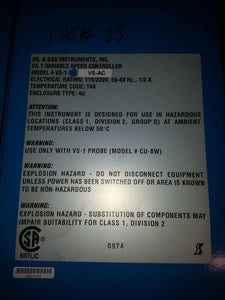 OIL & GAS INSTRUMENTS, INC.
VS.1 VARIABLE SPEED CONTROLLER
MODEL # VS-1- VS-AC
ELECTRICAL RATING: 115/230V, 50-60 Hz., 1/2 A
TEMPERATURE CODE: T4A
ENCLOSURE TYPE:
ATTENTION:
THIS INSTRUMENT IS DESIGNED FOR USE IN HAZARDOUS
LOCATIONS (CLASS 1, DIVISION 2, GROUP D) AT AMBIENT
TEMPERATURES BELOW 50°C
WARNING:
USE ONLY WITH VS-1 PROBE (MODEL # CU-8W)
WARNING:
EXPLOSION HAZARD - DO NOT DISCONNECT EQUIPMENT
UNLESS POWER HAS BEEN SWITCHED OFF OR AREA IS KNOWN
TO BE NON-HAZARDOUS
WARNING:
EXPLOSION HAZARD - SUBSTITUTION OF COMPONENTS MAY
IMPAIR SUITABILITY FOR CLASS 1, DIVISION 2
NRTL/C
0974